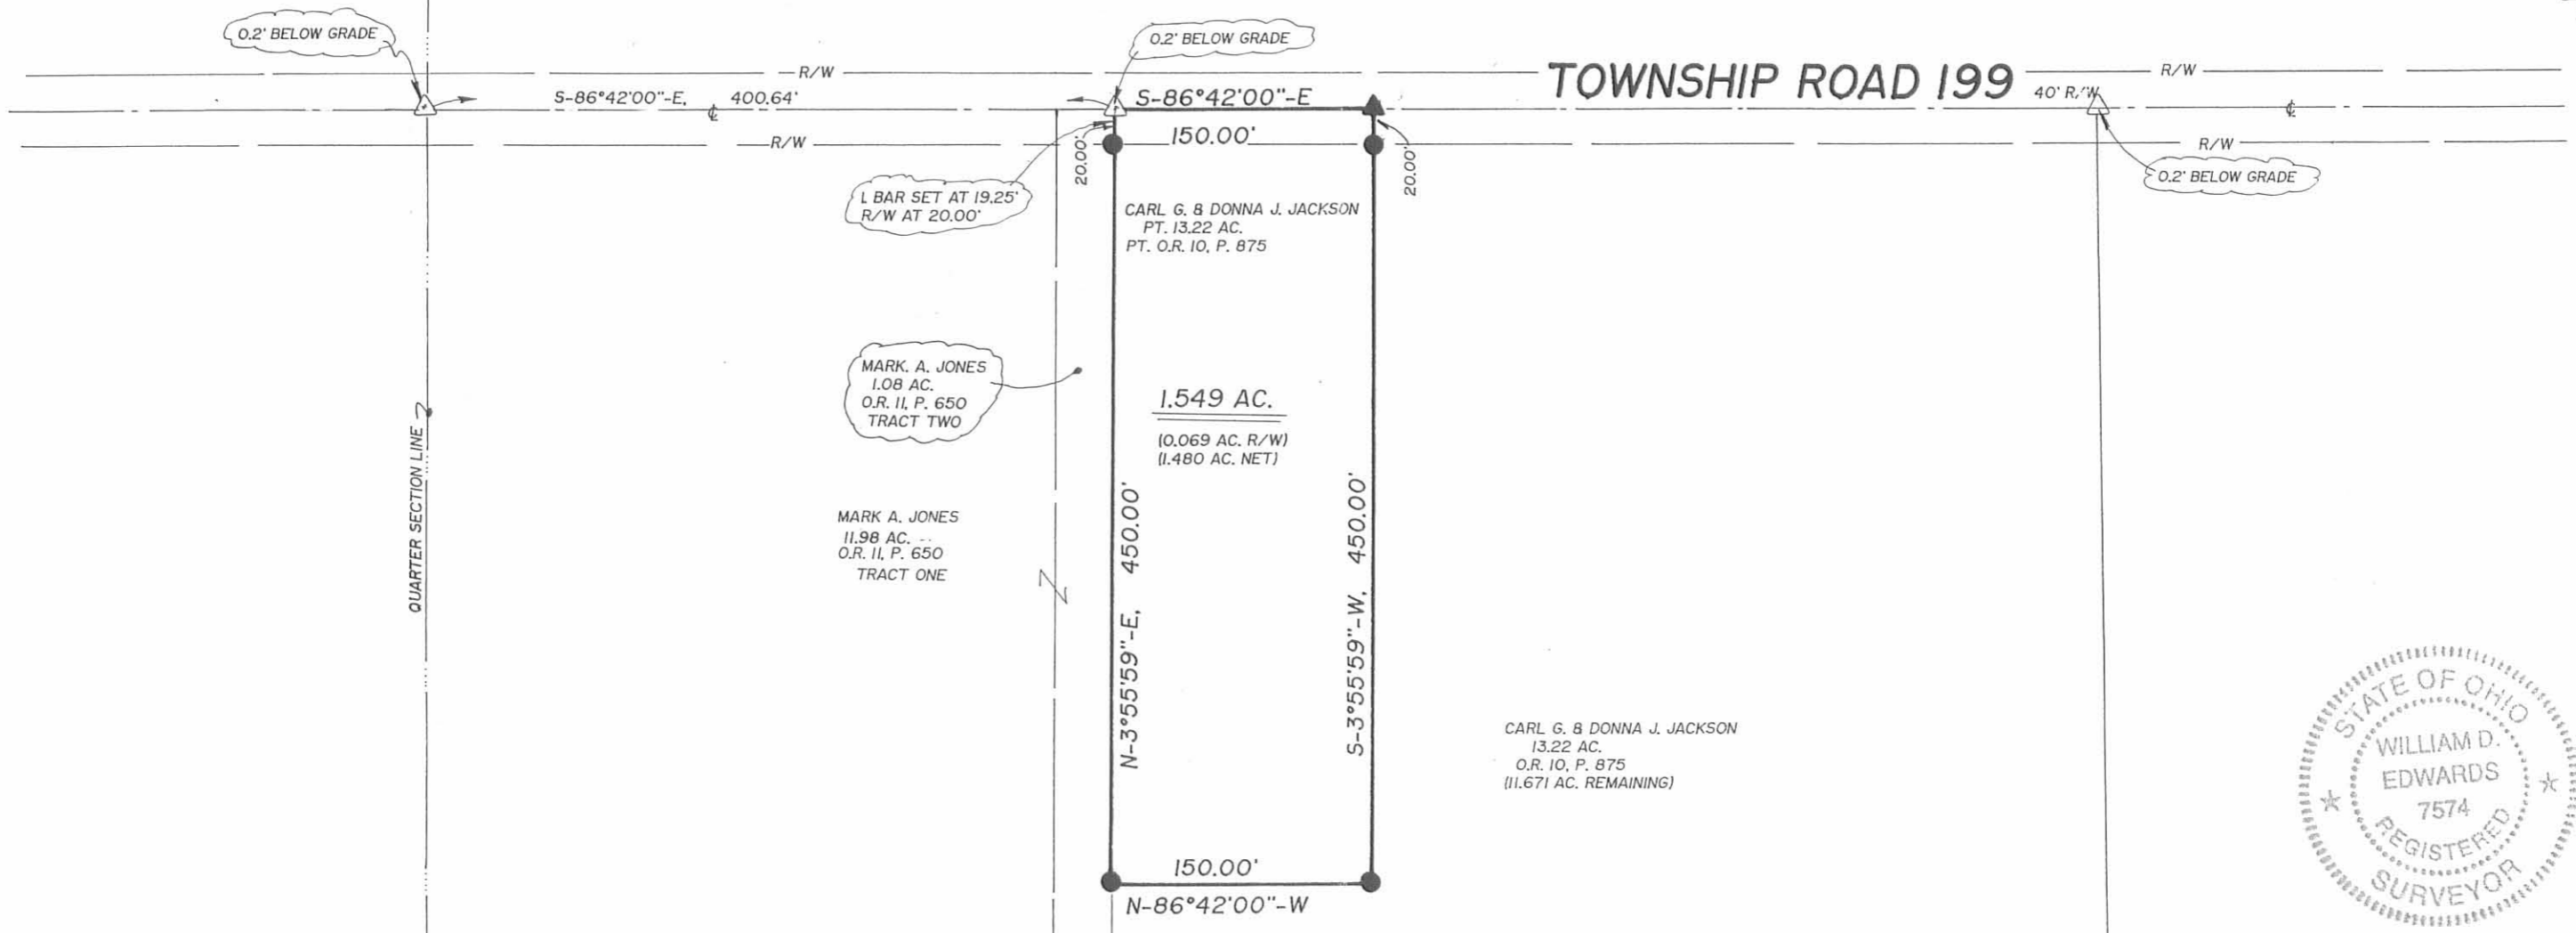 0.2' BELOW GRADE
0.2' BELOW GRADE
R/W
TOWNSHIP ROAD 199
R/W
S-86°42'00"-E, 400.64'
℄
S-86°42'00"-E
40' R/W
℄
R/W
150.00'
R/W
20.00'
20.00'
0.2' BELOW GRADE
L BAR SET AT 19.25'
R/W AT 20.00'
CARL G. & DONNA J. JACKSON
PT. 13.22 AC.
PT. O.R. 10, P. 875
MARK. A. JONES
1.08 AC.
O.R. 11, P. 650
TRACT TWO
1.549 AC.
(0.069 AC. R/W)
(1.480 AC. NET)
QUARTER SECTION LINE
MARK A. JONES
11.98 AC.
O.R. 11, P. 650
TRACT ONE
N-3°55'59"-E, 450.00'
S-3°55'59"-W, 450.00'
CARL G. & DONNA J. JACKSON
13.22 AC.
O.R. 10, P. 875
(11.671 AC. REMAINING)
150.00'
N-86°42'00"-W
STATE OF OHIO
WILLIAM D.
EDWARDS
7574
REGISTERED
SURVEYOR